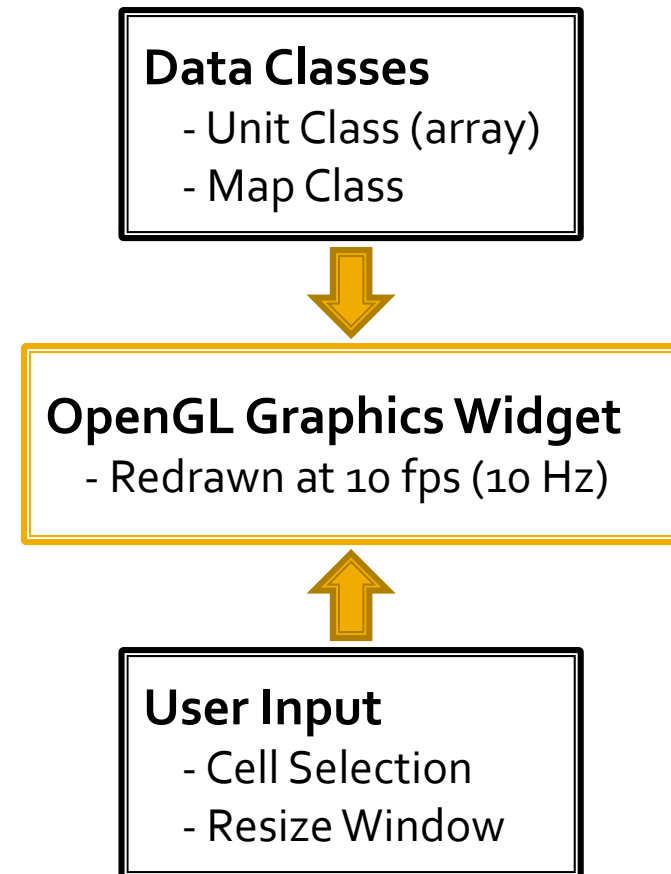 Data Classes
- Unit Class (array)
- Map Class
OpenGL Graphics Widget
- Redrawn at 10 fps (10 Hz)
User Input
- Cell Selection
- Resize Window